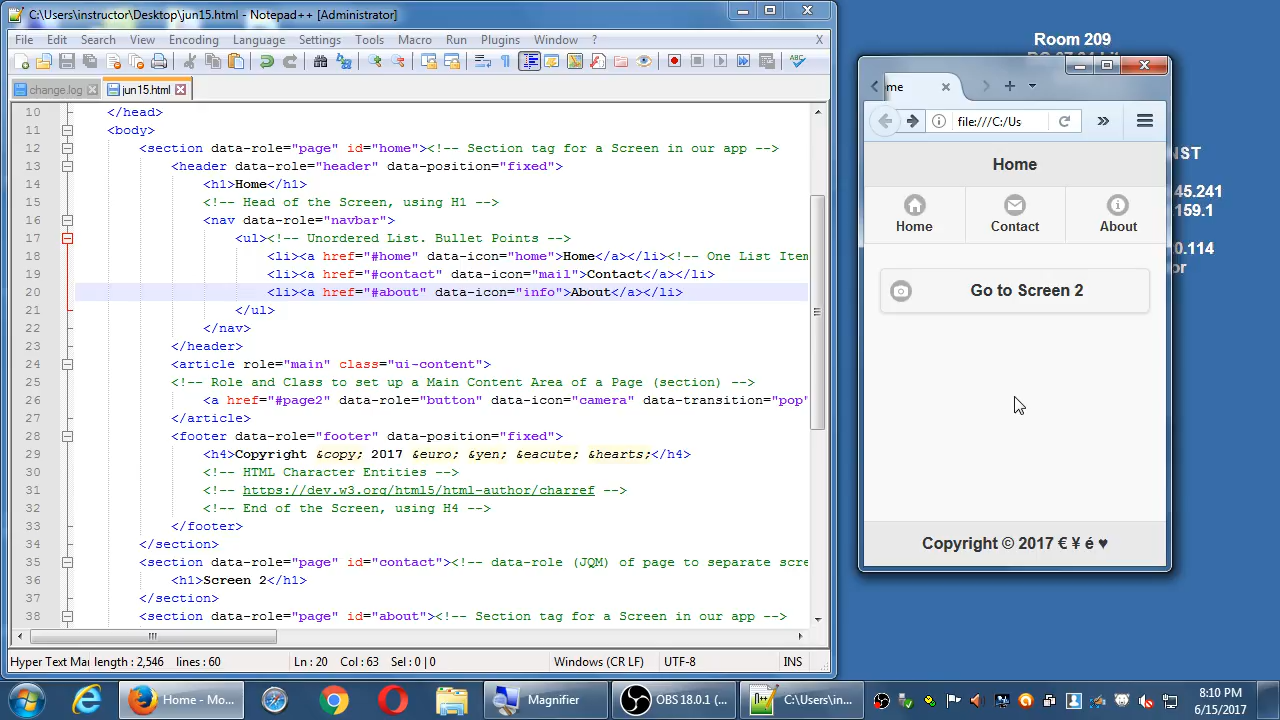 C:\Users\instructor\Desktop\jun15.html - Notepad++ [Administrator]
File Edit Search View Encoding Language Settings Tools Macro Run Plugins Window ? X
change.log jun15.html
10 </head>
11 <body>
12 <section data-role="page" id="home"><!-- Section tag for a Screen in our app -->
13 <header data-role="header" data-position="fixed">
14 <h1>Home</h1>
15 <!-- Head of the Screen, using H1 -->
16 <nav data-role="navbar">
17 <ul><!-- Unordered List. Bullet Points -->
18 <li><a href="#home" data-icon="home">Home</a></li><!-- One List Item
19 <li><a href="#contact" data-icon="mail">Contact</a></li>
20 <li><a href="#about" data-icon="info">About</a></li>
21 </ul>
22 </nav>
23 </header>
24 <article role="main" class="ui-content">
25 <!-- Role and Class to set up a Main Content Area of a Page (section) -->
26 <a href="#page2" data-role="button" data-icon="camera" data-transition="pop"
27 </article>
28 <footer data-role="footer" data-position="fixed">
29 <h4>Copyright &copy; 2017 &euro; &yen; &eacute; &hearts;</h4>
30 <!-- HTML Character Entities -->
31 <!-- https://dev.w3.org/html5/html-author/charref -->
32 <!-- End of the Screen, using H4 -->
33 </footer>
34 </section>
35 <section data-role="page" id="contact"><!-- data-role (JQM) of page to separate scre
36 <h1>Screen 2</h1>
37 </section>
38 <section data-role="page" id="about"><!-- Section tag for a Screen in our app -->
Hyper Text Mar length : 2,546 lines : 60 Ln : 20 Col : 63 Sel : 0 | 0 Windows (CR LF) UTF-8 INS
Room 209
me
file:///C:/Us
Home
Home Contact About
Go to Screen 2
Copyright © 2017 € ¥ é ♥
NST
45.241
159.1
0.114
or
Home - Mo...
Magnifier
OBS 18.0.1 (...
C:\Users\in...
8:10 PM
6/15/2017